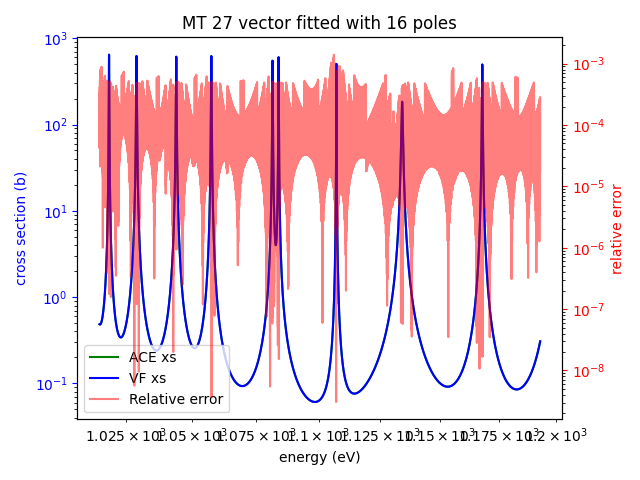 MT 27 vector fitted with 16 poles
cross section (b)
10³
10²
10¹
10⁰
10⁻¹
10⁻³
10⁻⁴
10⁻⁵
10⁻⁶
10⁻⁷
10⁻⁸
relative error
ACE xs
VF xs
Relative error
1.025 × 10³ 1.05 × 10³ 1.075 × 10³ 1.1 × 10³ 1.125 × 10³ 1.15 × 10³ 1.175 × 10³ 1.2 × 10³
energy (eV)